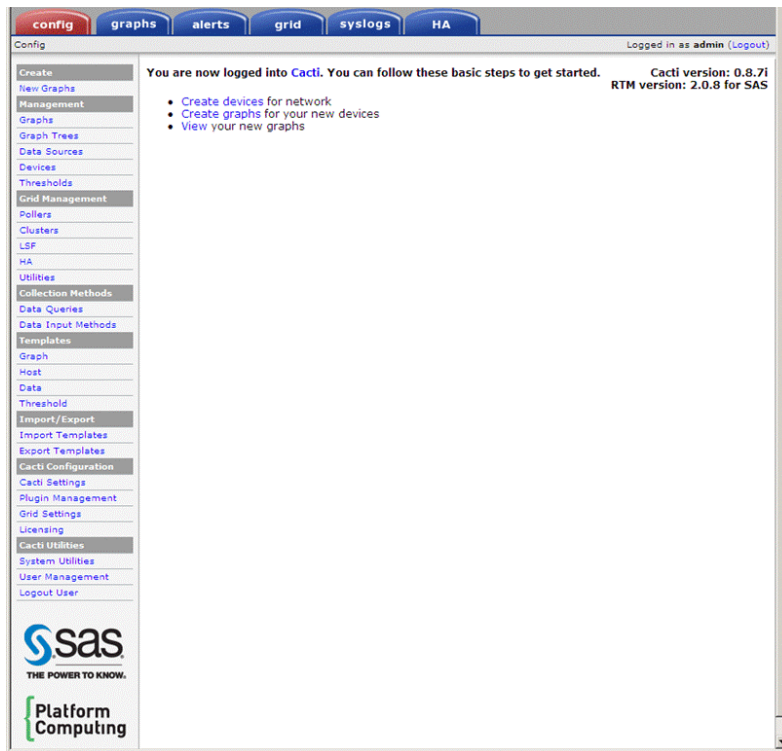 config graphs alerts grid syslogs HA
Config Logged in as admin (Logout)
Create
New Graphs
Management
Graphs
Graph Trees
Data Sources
Devices
Thresholds
Grid Management
Pollers
Clusters
LSF
HA
Utilities
Collection Methods
Data Queries
Data Input Methods
Templates
Graph
Host
Data
Threshold
Import/Export
Import Templates
Export Templates
Cacti Configuration
Cacti Settings
Plugin Management
Grid Settings
Licensing
Cacti Utilities
System Utilities
User Management
Logout User
sas
THE POWER TO KNOW.
Platform
Computing
You are now logged into Cacti. You can follow these basic steps to get started.
Create devices for network
Create graphs for your new devices
View your new graphs
Cacti version: 0.8.7i
RTM version: 2.0.8 for SAS